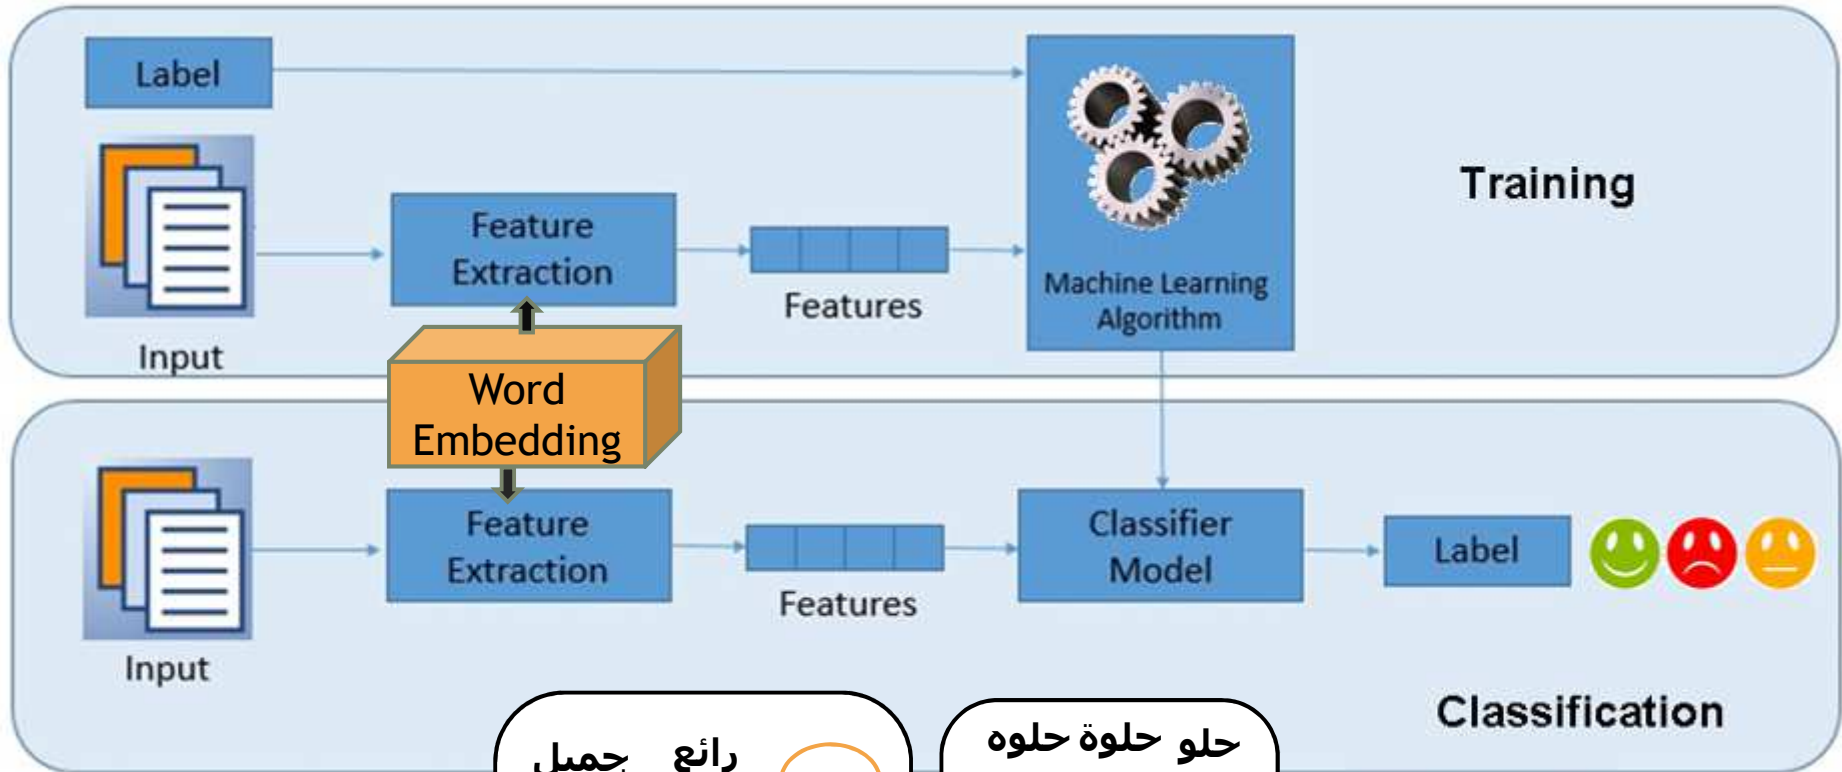 Label
Training
Feature
Extraction
Features
Machine Learning
Algorithm
Input
Word
Embedding
Feature
Extraction
Features
Classifier
Model
Label
Input
Classification
رائع جميل
حلو حلوة حلوه